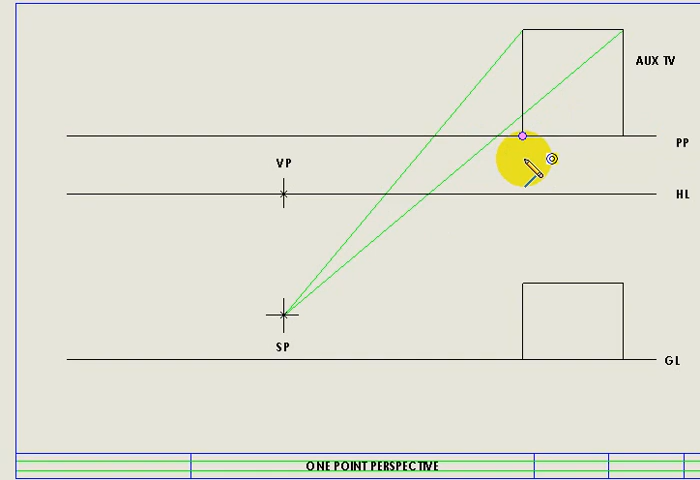 AUX TV
PP
VP
HL
SP
GL
ONE POINT PERSPECTIVE